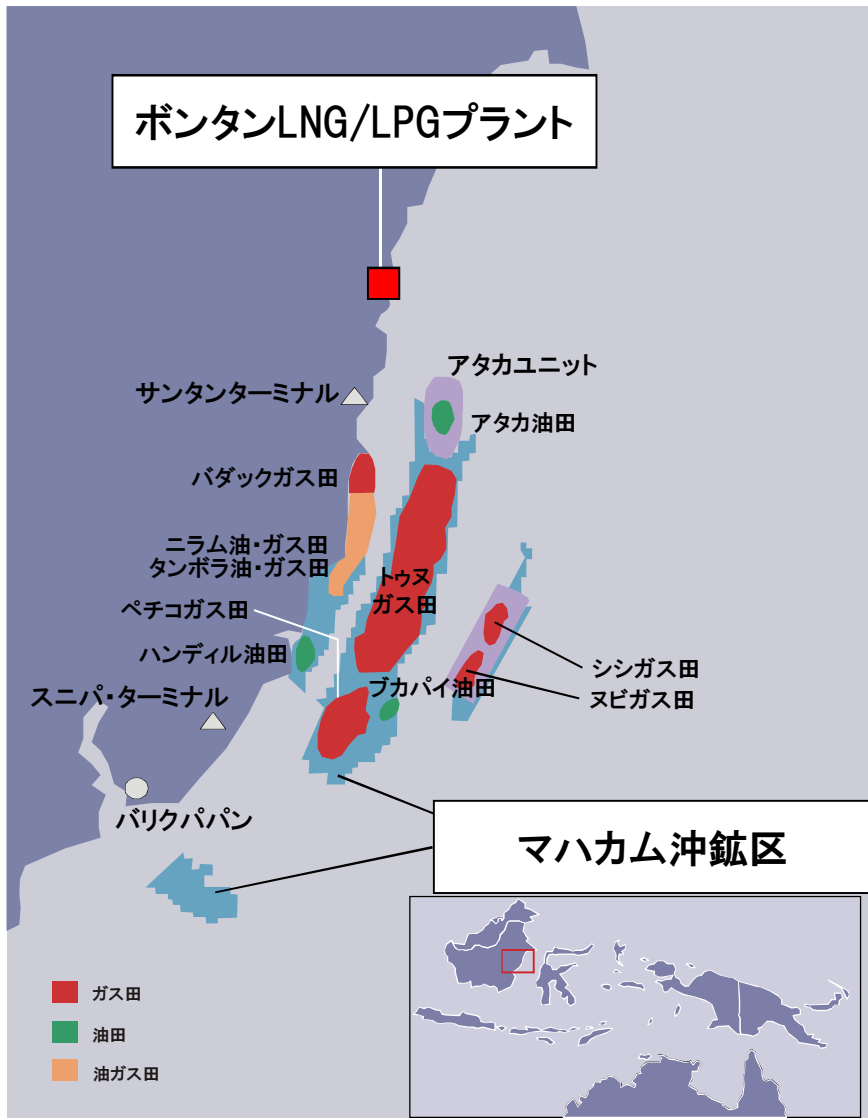 ボンタンLNG/LPGプラント
アタカユニット
サンタンターミナル
アタカ油田
バダックガス田
ニラム油・ガス田
タンボラ油・ガス田
トゥヌ
ガス田
ペチコガス田
ハンディル油田
シシガス田
ブカパイ油田
ヌビガス田
スニパ・ターミナル
バリクパパン
マハカム沖鉱区
ガス田
油田
油ガス田